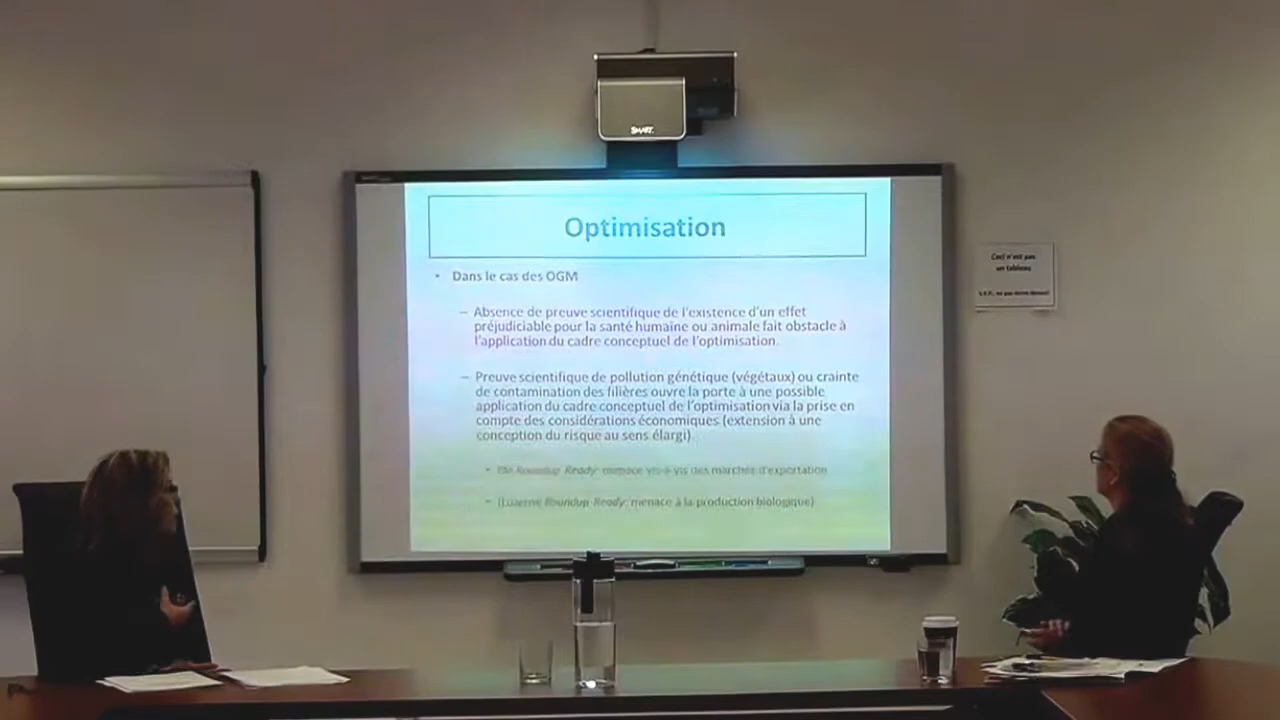 SMART
Optimisation
• Dans le cas des OGM
– Absence de preuve scientifique de l'existence d'un effet
préjudiciable pour la santé humaine ou animale fait obstacle à
l'application du cadre conceptuel de l'optimisation.
– Preuve scientifique de pollution génétique (végétaux) ou crainte
de contamination des filières ouvre la porte à une possible
application du cadre conceptuel de l'optimisation via la prise en
compte des considérations économiques (extension à une
conception du risque au sens élargi)
• Blé Roundup Ready: menace vis-à-vis des marchés d'exportation
• (Luzerne Roundup Ready: menace à la production biologique)
Ceci n'est pas
un tableau
S.V.P., ne pas écrire dessus!